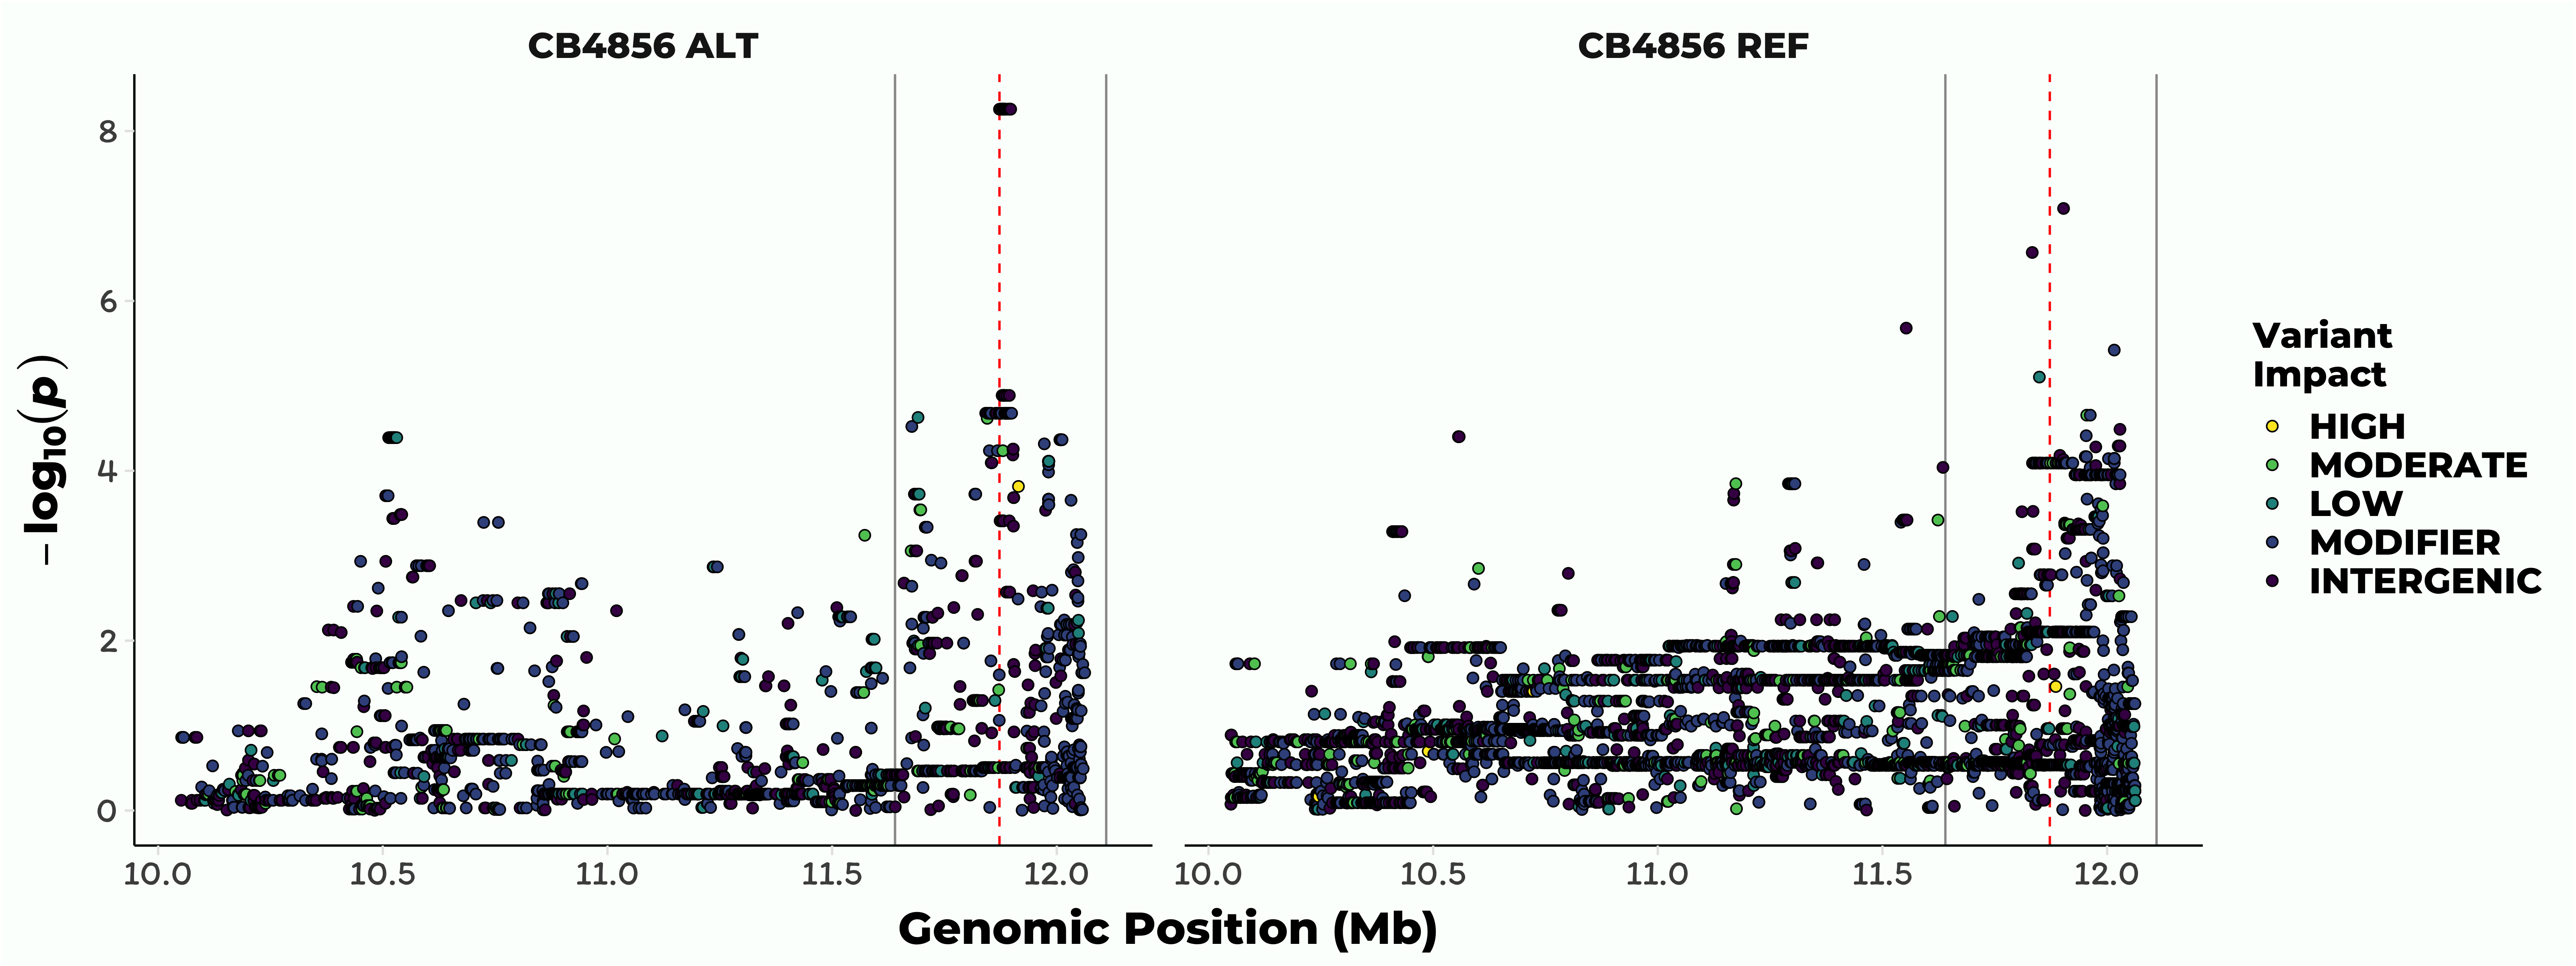 CB4856 ALT
CB4856 REF
8
6
4
2
0
−log10(p)
10.0 10.5 11.0 11.5 12.0
10.0 10.5 11.0 11.5 12.0
Genomic Position (Mb)
Variant
Impact
HIGH
MODERATE
LOW
MODIFIER
INTERGENIC